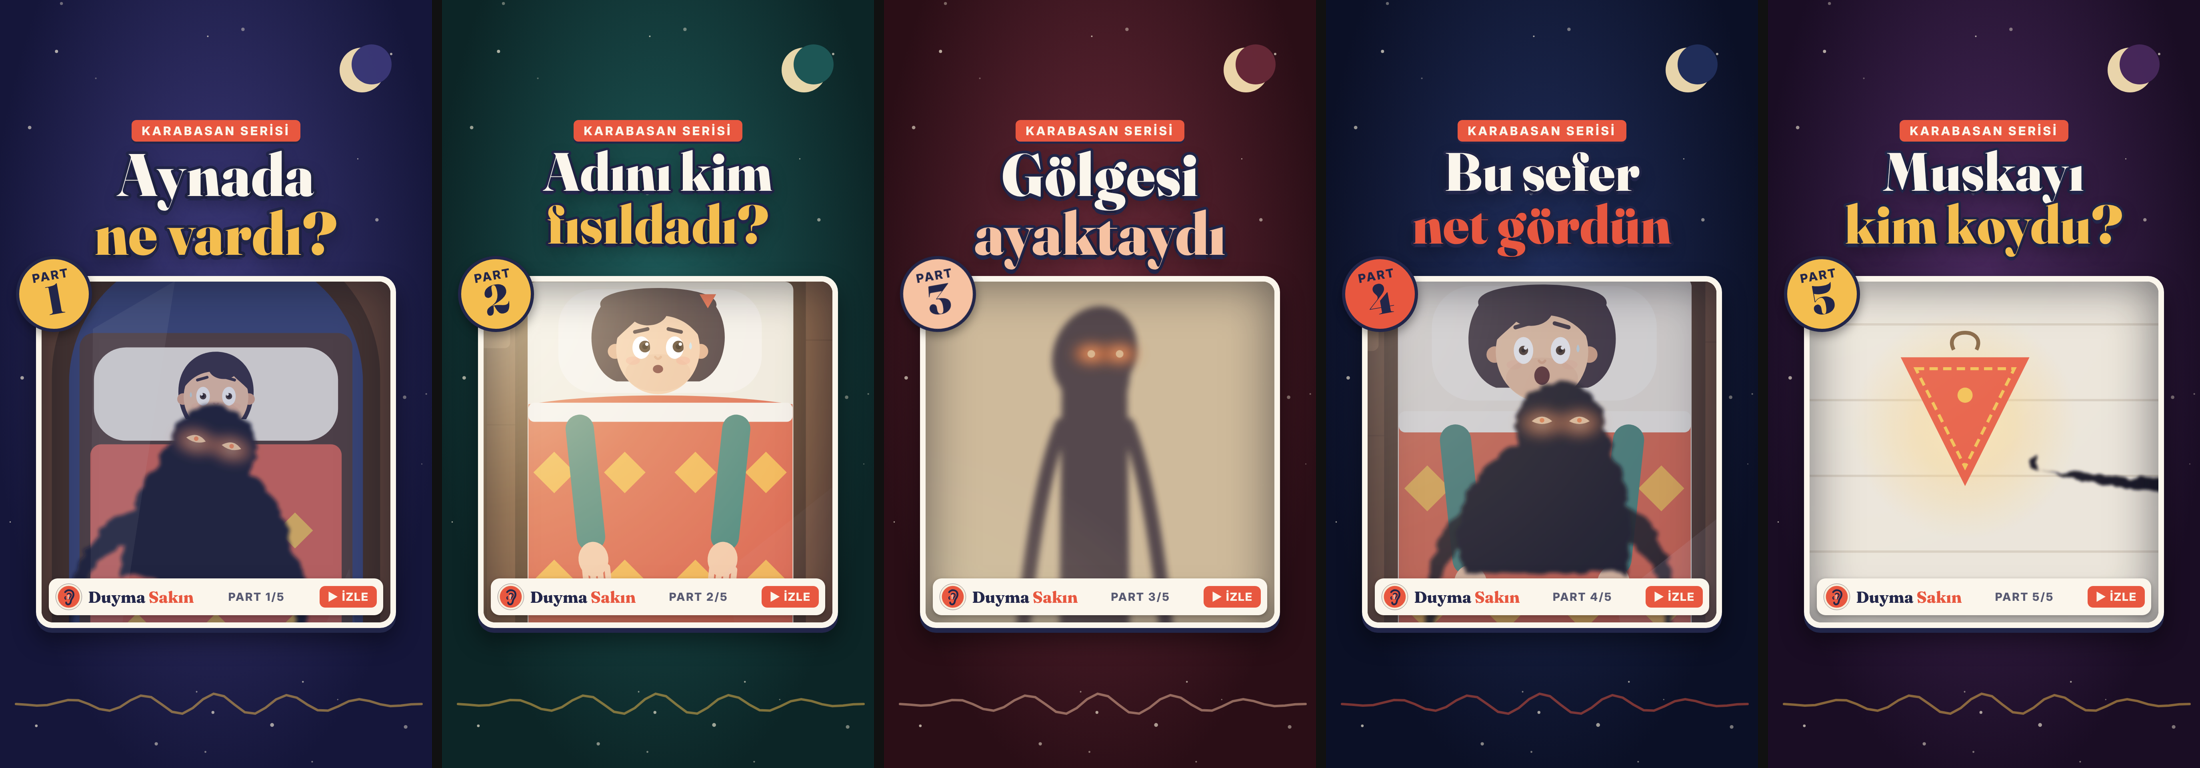 KARABASAN SERİSİ
Aynada
ne vardı?
PART
1
Duyma Sakın
PART 1/5
▶ İZLE
KARABASAN SERİSİ
Adını kim
fısıldadı?
PART
2
Duyma Sakın
PART 2/5
▶ İZLE
KARABASAN SERİSİ
Gölgesi
ayaktaydı
PART
3
Duyma Sakın
PART 3/5
▶ İZLE
KARABASAN SERİSİ
Bu sefer
net gördün
PART
4
Duyma Sakın
PART 4/5
▶ İZLE
KARABASAN SERİSİ
Muskayı
kim koydu?
PART
5
Duyma Sakın
PART 5/5
▶ İZLE